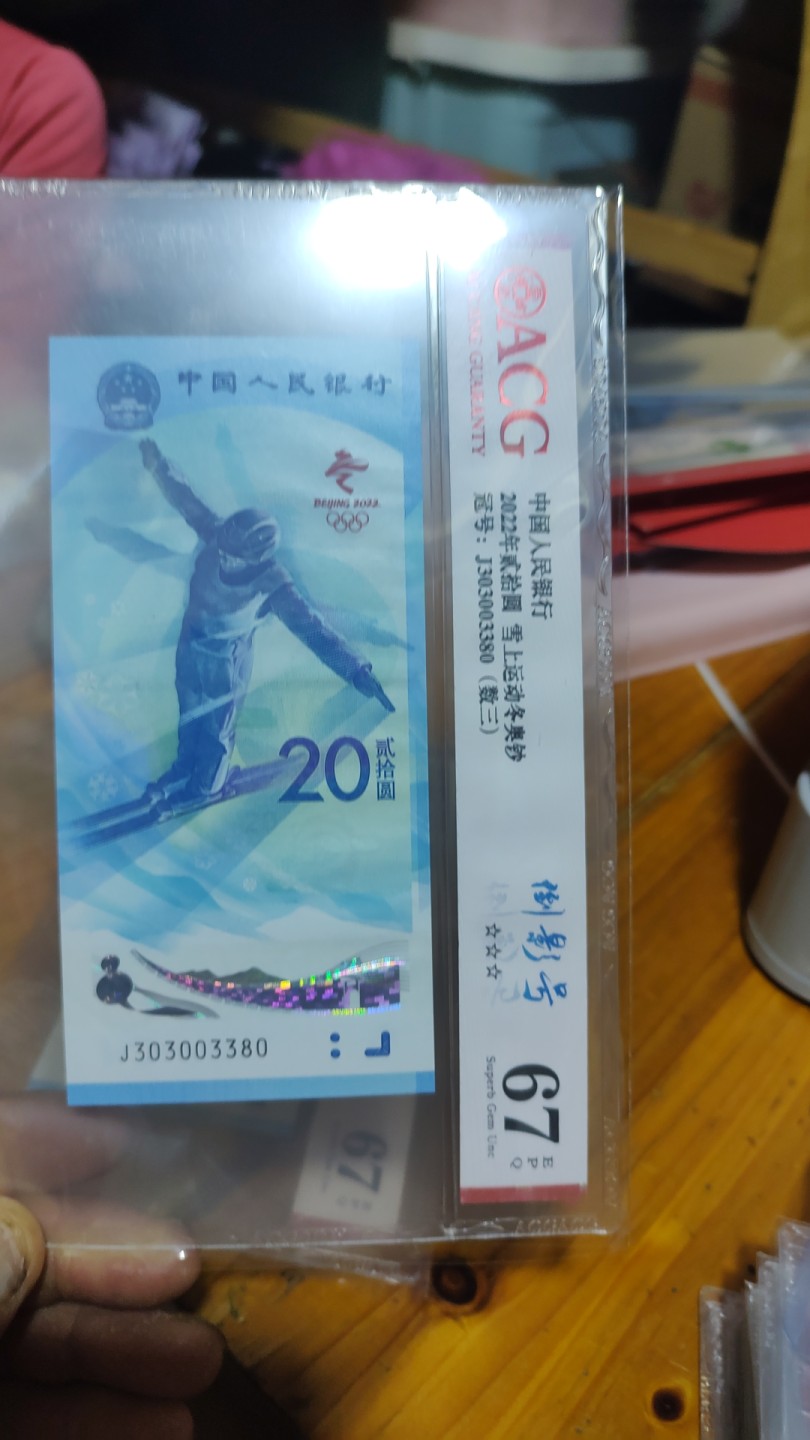 中国人民银行
BEIJING 2022
20
贰拾圆
J303003380
ACG
GUARANTY
中国人民银行
2022年贰拾圆 雪上运动冬奥钞
冠号：J303003380（数三）
倒影号
☆☆☆
67
EPQ
Superb Gem Unc
67